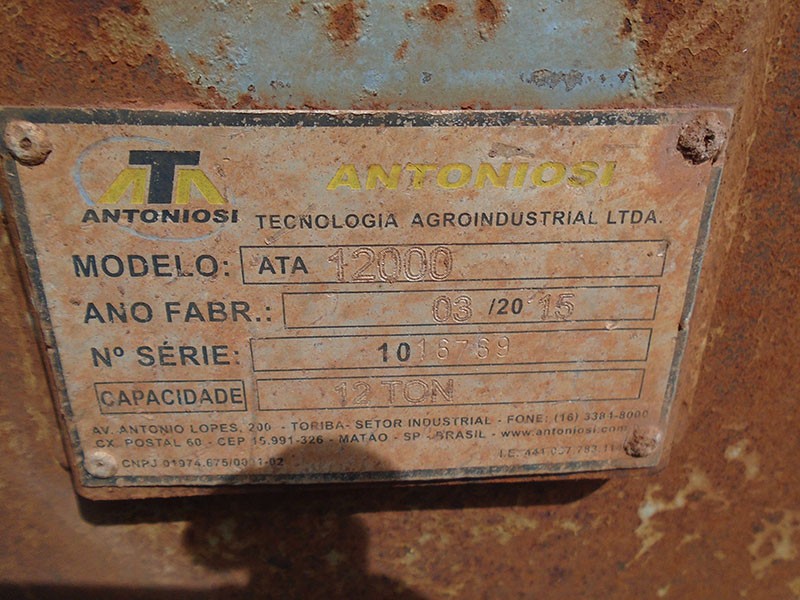 ATA
ANTONIOSI
ANTONIOSI
TECNOLOGIA AGROINDUSTRIAL LTDA.
MODELO: ATA 12000
ANO FABR.: 03 /20 15
Nº SÉRIE:
CAPACIDADE 12 TON
AV. ANTONIO LOPES, 200 - TORIBA- SETOR INDUSTRIAL - FONE: (16) 3381-8000
CX. POSTAL 60 - CEP 15.991-326 - MATÃO - SP - BRASIL - www.antoniosi.com
CNPJ
I.E.